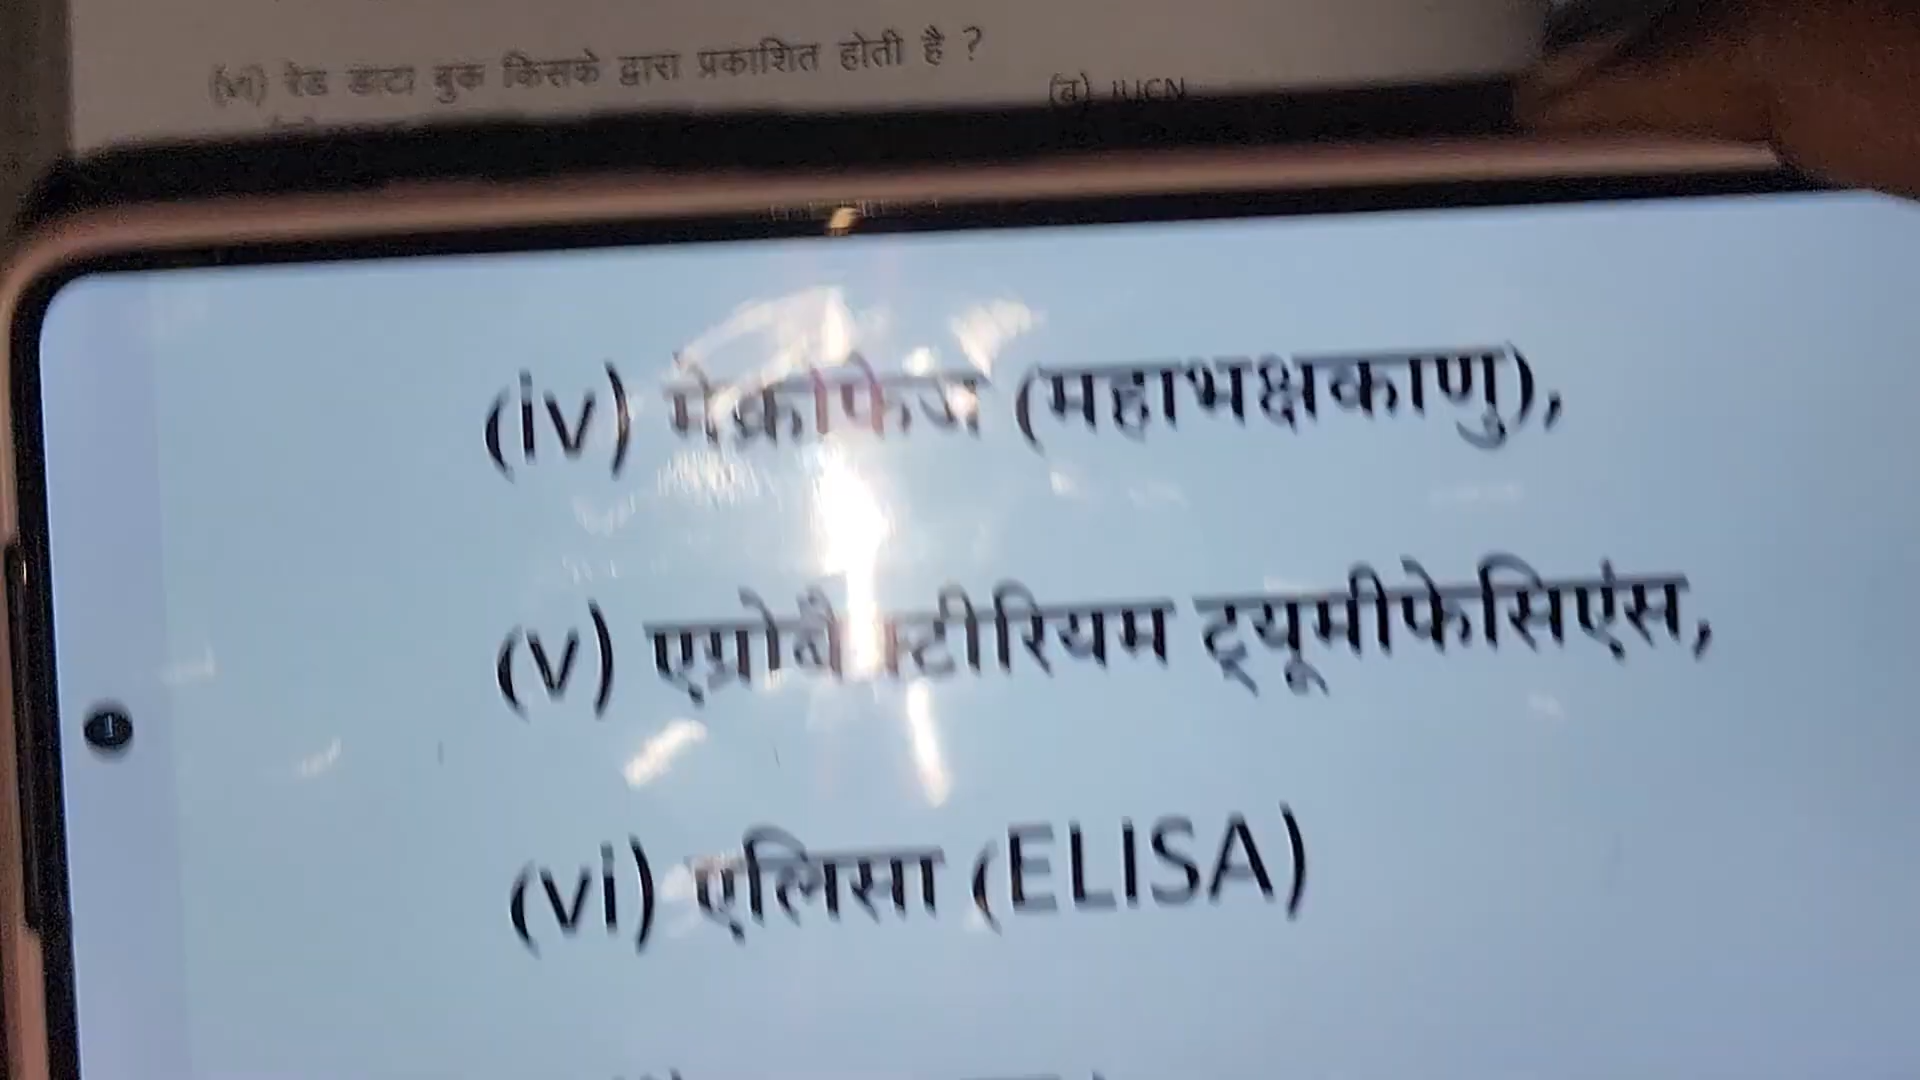 (vi) रेड डाटा बुक किसके द्वारा प्रकाशित होती है ?
(ब) IUCN
(iv) मेक्रोफेज (महाभक्षकाणु),
(v) एग्रोबैक्टीरियम ट्यूमीफेसिएंस,
(vi) एलिसा (ELISA)